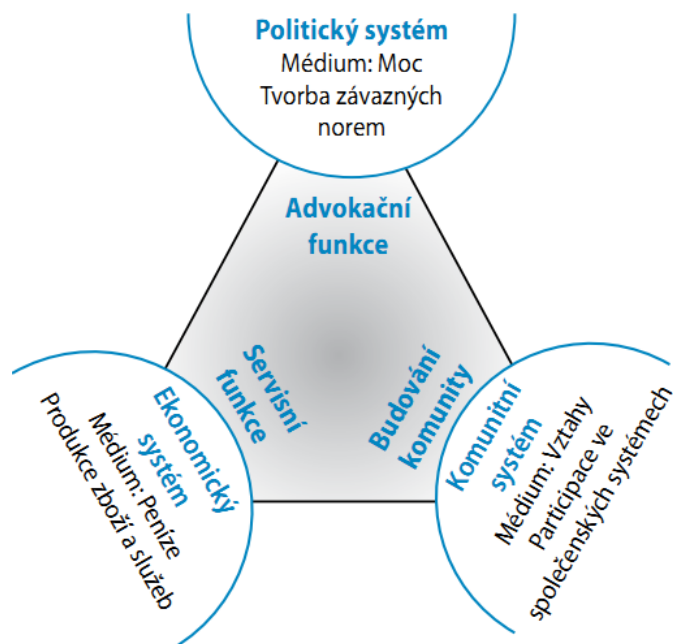 Politický systém
Médium: Moc
Tvorba závazných
norem
Advokační
funkce
Servisní
funkce
Budování
komunity
Ekonomický
systém
Médium: Peníze
Produkce zboží a služeb
Komunitní
systém
Médium: Vztahy
Participace ve
společenských systémech